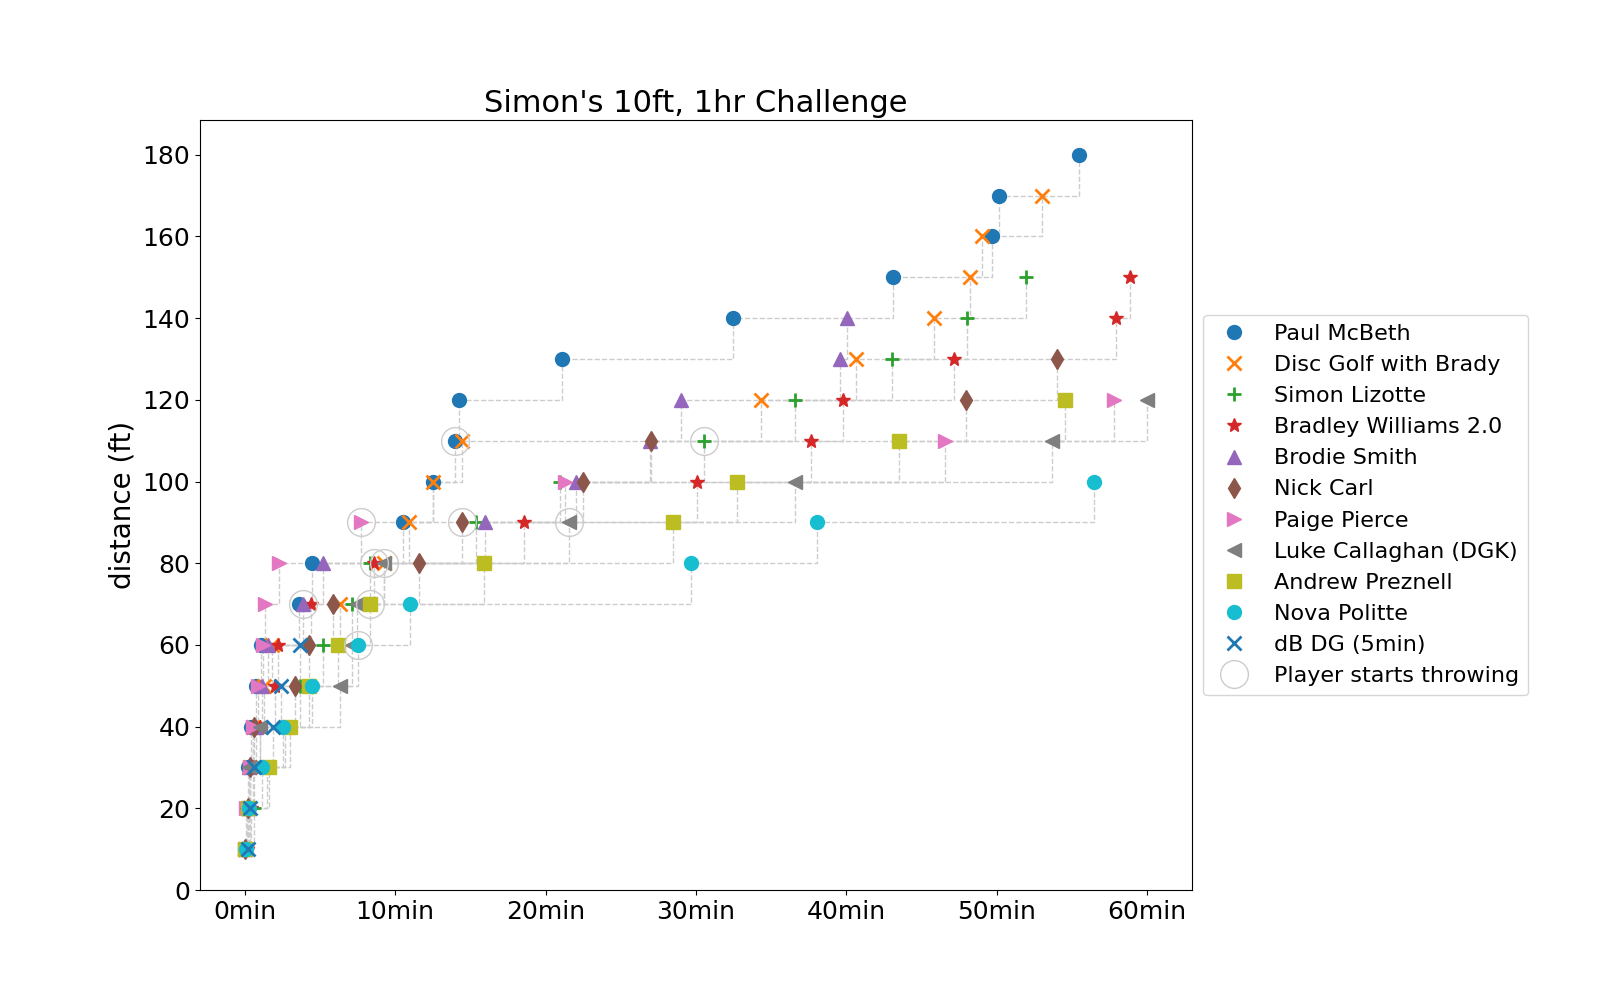 Simon's 10ft, 1hr Challenge
distance (ft)
180
160
140
120
100
80
60
40
20
0
0min 10min 20min 30min 40min 50min 60min
Paul McBeth
Disc Golf with Brady
Simon Lizotte
Bradley Williams 2.0
Brodie Smith
Nick Carl
Paige Pierce
Luke Callaghan (DGK)
Andrew Preznell
Nova Politte
dB DG (5min)
Player starts throwing